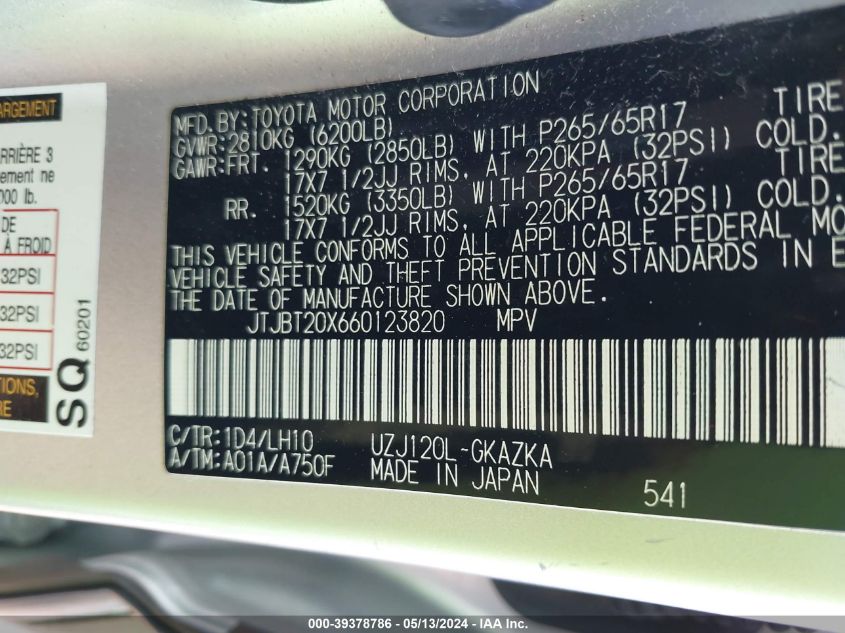 ARGEMENT
ARRIÈRE 3
ement ne
000 lb.
DE
À FROID
32PSI
32PSI
32PSI
TIONS,
RE
SQ 60201
MFD.BY:TOYOTA MOTOR CORPORATION
GVWR:2810KG (6200LB)
GAWR:FRT. 1290KG (2850LB) WITH P265/65R17 TIRE
17X7 1/2JJ RIMS, AT 220KPA (32PSI) COLD.
RR. 1520KG (3350LB) WITH P265/65R17 TIRE
17X7 1/2JJ RIMS, AT 220KPA (32PSI) COLD.
THIS VEHICLE CONFORMS TO ALL APPLICABLE FEDERAL MO
VEHICLE SAFETY AND THEFT PREVENTION STANDARDS IN E
THE DATE OF MANUFACTURE SHOWN ABOVE.
JTJBT20X660123820 MPV
C/TR:1D4/LH10 UZJ120L-GKAZKA
A/TM:A01A/A750F MADE IN JAPAN
541
000-39378786 - 05/13/2024 - IAA Inc.